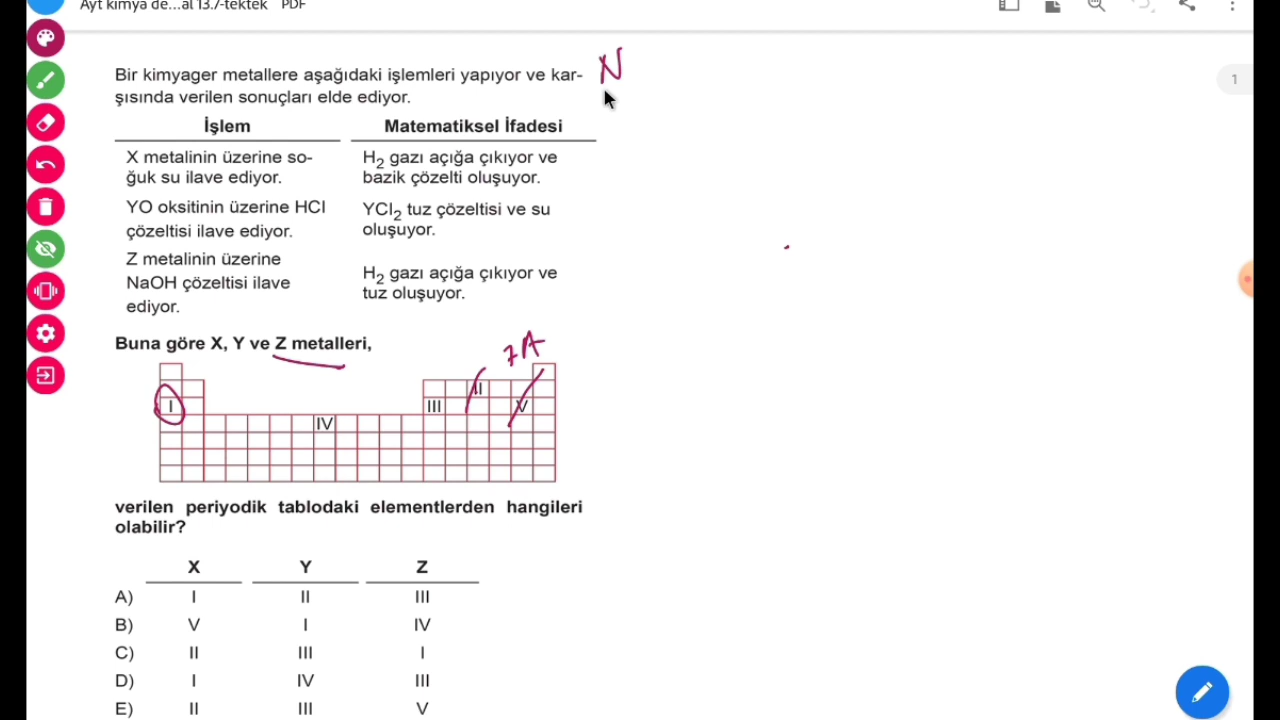 Ayt kimya de...al 13.7-tektek PDF
1
Bir kimyager metallere aşağıdaki işlemleri yapıyor ve kar-
şısında verilen sonuçları elde ediyor.
N
İşlem Matematiksel İfadesi
X metalinin üzerine so-
ğuk su ilave ediyor.
H2 gazı açığa çıkıyor ve
bazik çözelti oluşuyor.
YO oksitinin üzerine HCl
çözeltisi ilave ediyor.
YCl2 tuz çözeltisi ve su
oluşuyor.
Z metalinin üzerine
NaOH çözeltisi ilave
ediyor.
H2 gazı açığa çıkıyor ve
tuz oluşuyor.
Buna göre X, Y ve Z metalleri,
7A
II
I III V
IV
verilen periyodik tablodaki elementlerden hangileri
olabilir?
X Y Z
A) I II III
B) V I IV
C) II III I
D) I IV III
E) II III V